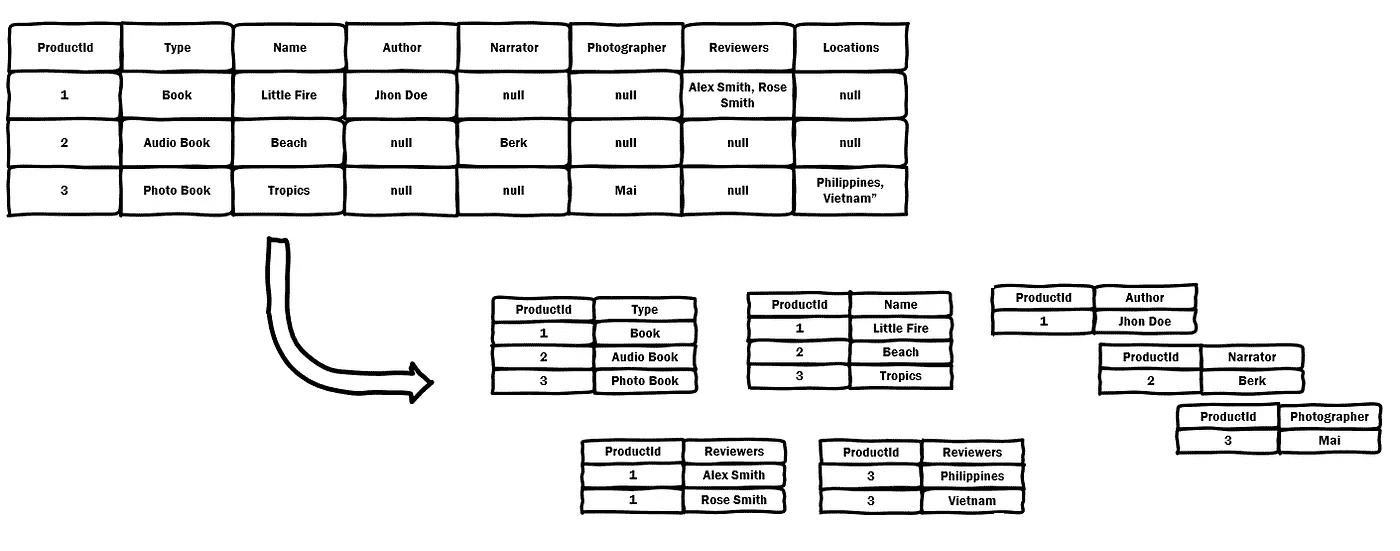 ProductId Type Name Author Narrator Photographer Reviewers Locations
1 Book Little Fire Jhon Doe null null Alex Smith, Rose Smith null
2 Audio Book Beach null Berk null null null
3 Photo Book Tropics null null Mai null Philippines, Vietnam”
ProductId Type
1 Book
2 Audio Book
3 Photo Book
ProductId Name
1 Little Fire
2 Beach
3 Tropics
ProductId Author
1 Jhon Doe
ProductId Narrator
2 Berk
ProductId Photographer
3 Mai
ProductId Reviewers
1 Alex Smith
1 Rose Smith
ProductId Reviewers
3 Philippines
3 Vietnam